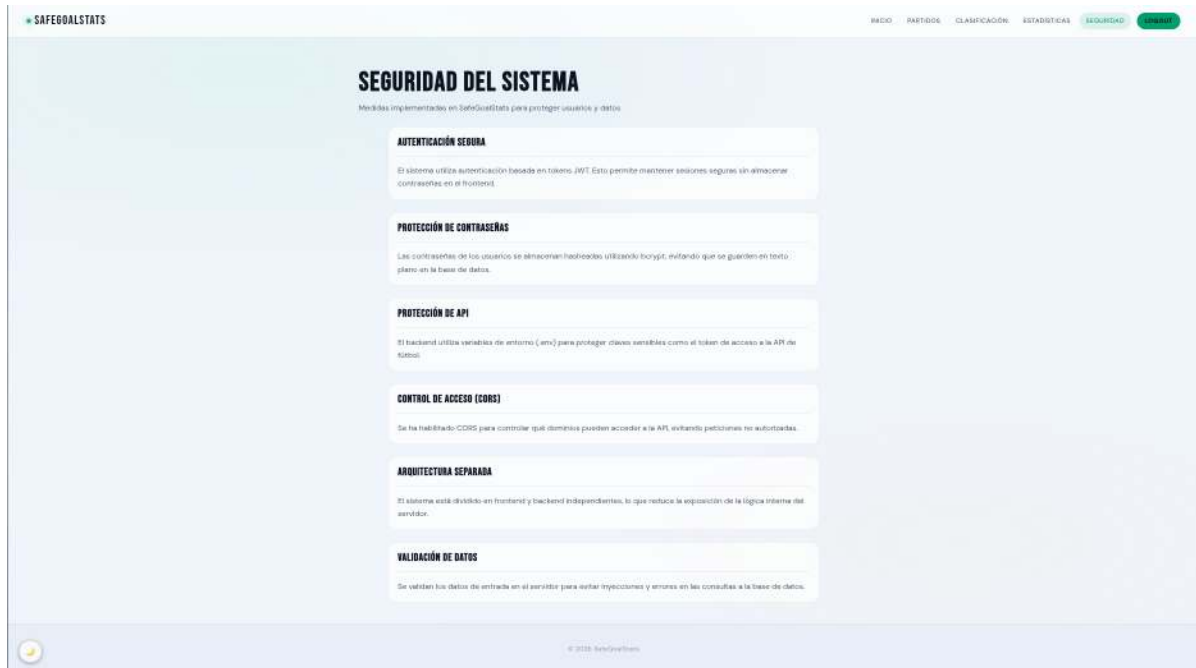 SAFEGOALSTATS
INICIO PARTIDOS CLASIFICACIÓN ESTADÍSTICAS SEGURIDAD LOGOUT
SEGURIDAD DEL SISTEMA
Medidas implementadas en SafeGoalStats para proteger usuarios y datos
AUTENTICACIÓN SEGURA
El sistema utiliza autenticación basada en tokens JWT. Esto permite mantener sesiones seguras sin almacenar
contraseñas en el frontend.
PROTECCIÓN DE CONTRASEÑAS
Las contraseñas de los usuarios se almacenan hasheadas utilizando bcrypt, evitando que se guarden en texto
plano en la base de datos.
PROTECCIÓN DE API
El backend utiliza variables de entorno (.env) para proteger claves sensibles como el token de acceso a la API de
fútbol.
CONTROL DE ACCESO (CORS)
Se ha habilitado CORS para controlar qué dominios pueden acceder a la API, evitando peticiones no autorizadas.
ARQUITECTURA SEPARADA
El sistema está dividido en frontend y backend independientes, lo que reduce la exposición de la lógica interna del
servidor.
VALIDACIÓN DE DATOS
Se validan los datos de entrada en el servidor para evitar inyecciones y errores en las consultas a la base de datos.
© 2026 SafeGoalStats